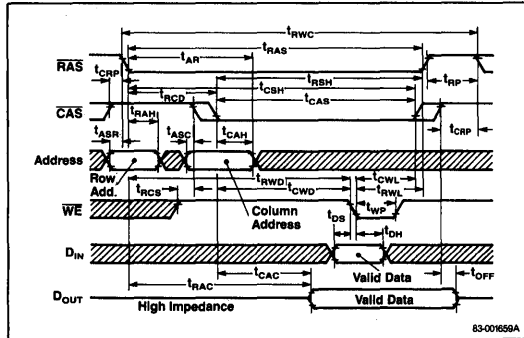 tRWC
tRAS
tAR
RAS
tCRP
tRSH
tRP
tCSH
tRCD
tCAS
CAS
tRAH
tCRP
tASR
tASC
tCAH
Address
Row Add.
tRWD
tCWL
tRCS
tCWD
tRWL
WE
Column Address
tDS
tWP
tDH
DIN
Valid Data
tCAC
tOFF
tRAC
DOUT
High Impedance
Valid Data
83-001659A